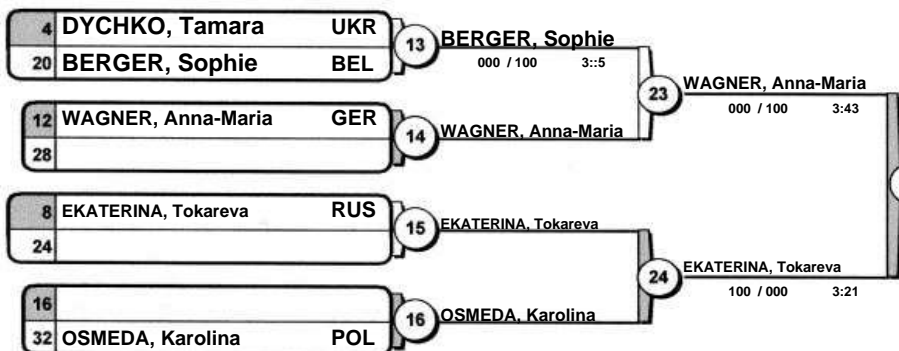 4 DYCHKO, Tamara UKR
20 BERGER, Sophie BEL
13
BERGER, Sophie
000 / 100 3::5
12 WAGNER, Anna-Maria GER
28
14
WAGNER, Anna-Maria
23
WAGNER, Anna-Maria
000 / 100 3:43
8 EKATERINA, Tokareva RUS
24
15
EKATERINA, Tokareva
16
32 OSMEDA, Karolina POL
16
OSMEDA, Karolina
24
EKATERINA, Tokareva
100 / 000 3:21